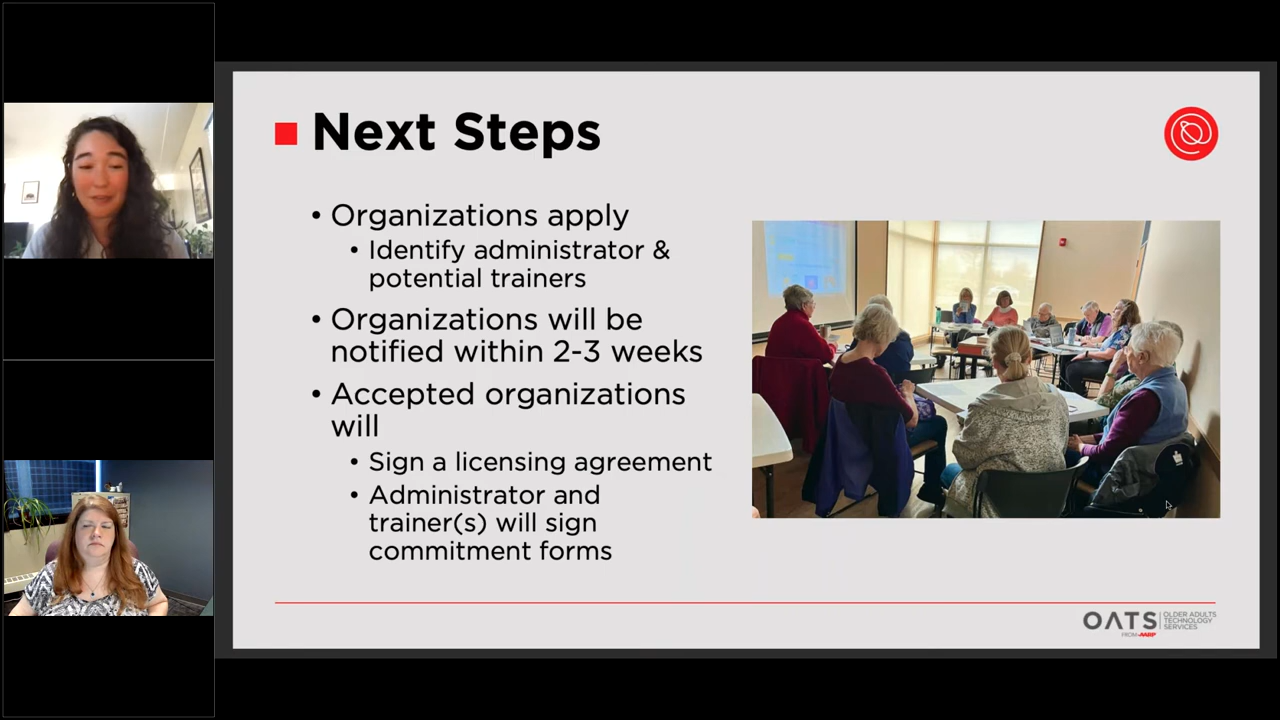 Next Steps
• Organizations apply
• Identify administrator &
potential trainers
• Organizations will be
notified within 2-3 weeks
• Accepted organizations
will
• Sign a licensing agreement
• Administrator and
trainer(s) will sign
commitment forms
OATS
OLDER ADULTS
TECHNOLOGY
SERVICES
FROM AARP